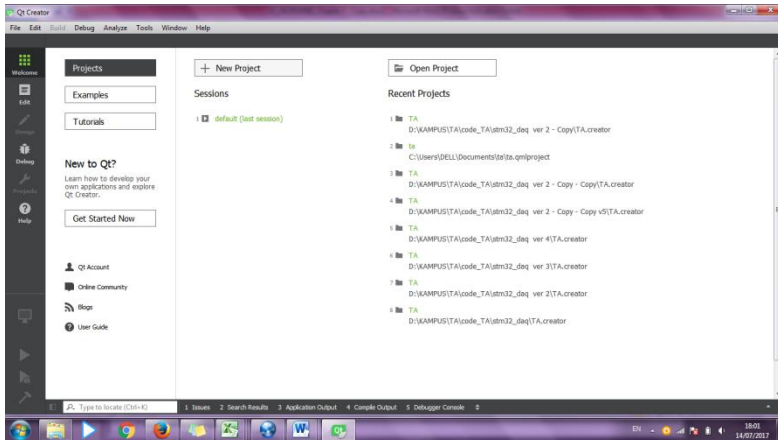 Qt Creator
File Edit Build Debug Analyze Tools Window Help
Welcome
Edit
Design
Debug
Projects
Help
Projects
Examples
Tutorials
New to Qt?
Learn how to develop your
own applications and explore
Qt Creator.
Get Started Now
Qt Account
Online Community
Blogs
User Guide
+ New Project
Sessions
1 default (last session)
Open Project
Recent Projects
1 TA
D:\KAMPUS\TA\code_TA\stm32_daq ver 2 - Copy\TA.creator
2 ta
C:\Users\DELL\Documents\ta\ta.qmlproject
3 TA
D:\KAMPUS\TA\code_TA\stm32_daq ver 2 - Copy - Copy\TA.creator
4 TA
D:\KAMPUS\TA\code_TA\stm32_daq ver 2 - Copy - Copy v5\TA.creator
5 TA
D:\KAMPUS\TA\code_TA\stm32_daq ver 4\TA.creator
6 TA
D:\KAMPUS\TA\code_TA\stm32_daq ver 3\TA.creator
7 TA
D:\KAMPUS\TA\code_TA\stm32_daq ver 2\TA.creator
8 TA
D:\KAMPUS\TA\code_TA\stm32_daq\TA.creator
Type to locate (Ctrl+K) 1 Issues 2 Search Results 3 Application Output 4 Compile Output 5 Debugger Console
EN 18:01
14/07/2017